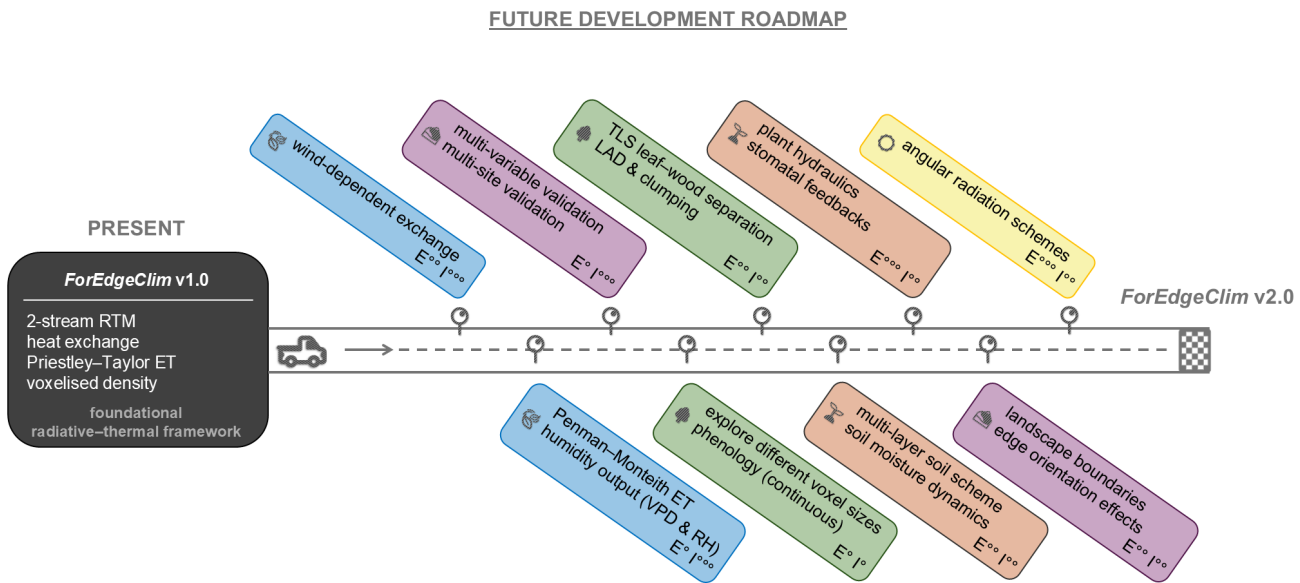 FUTURE DEVELOPMENT ROADMAP
PRESENT
ForEdgeClim v1.0
2-stream RTM
heat exchange
Priestley–Taylor ET
voxelised density
foundational
radiative–thermal framework
wind-dependent exchange
E°° I°°°
multi-variable validation
multi-site validation
E° I°°°
TLS leaf–wood separation
LAD & clumping
E°° I°°
plant hydraulics
stomatal feedbacks
E°°° I°°
angular radiation schemes
E°°° I°°
ForEdgeClim v2.0
Penman–Monteith ET
humidity output (VPD & RH)
E° I°°°
explore different voxel sizes
phenology (continuous)
E° I°
multi-layer soil scheme
soil moisture dynamics
E°° I°°
landscape boundaries
edge orientation effects
E°° I°°